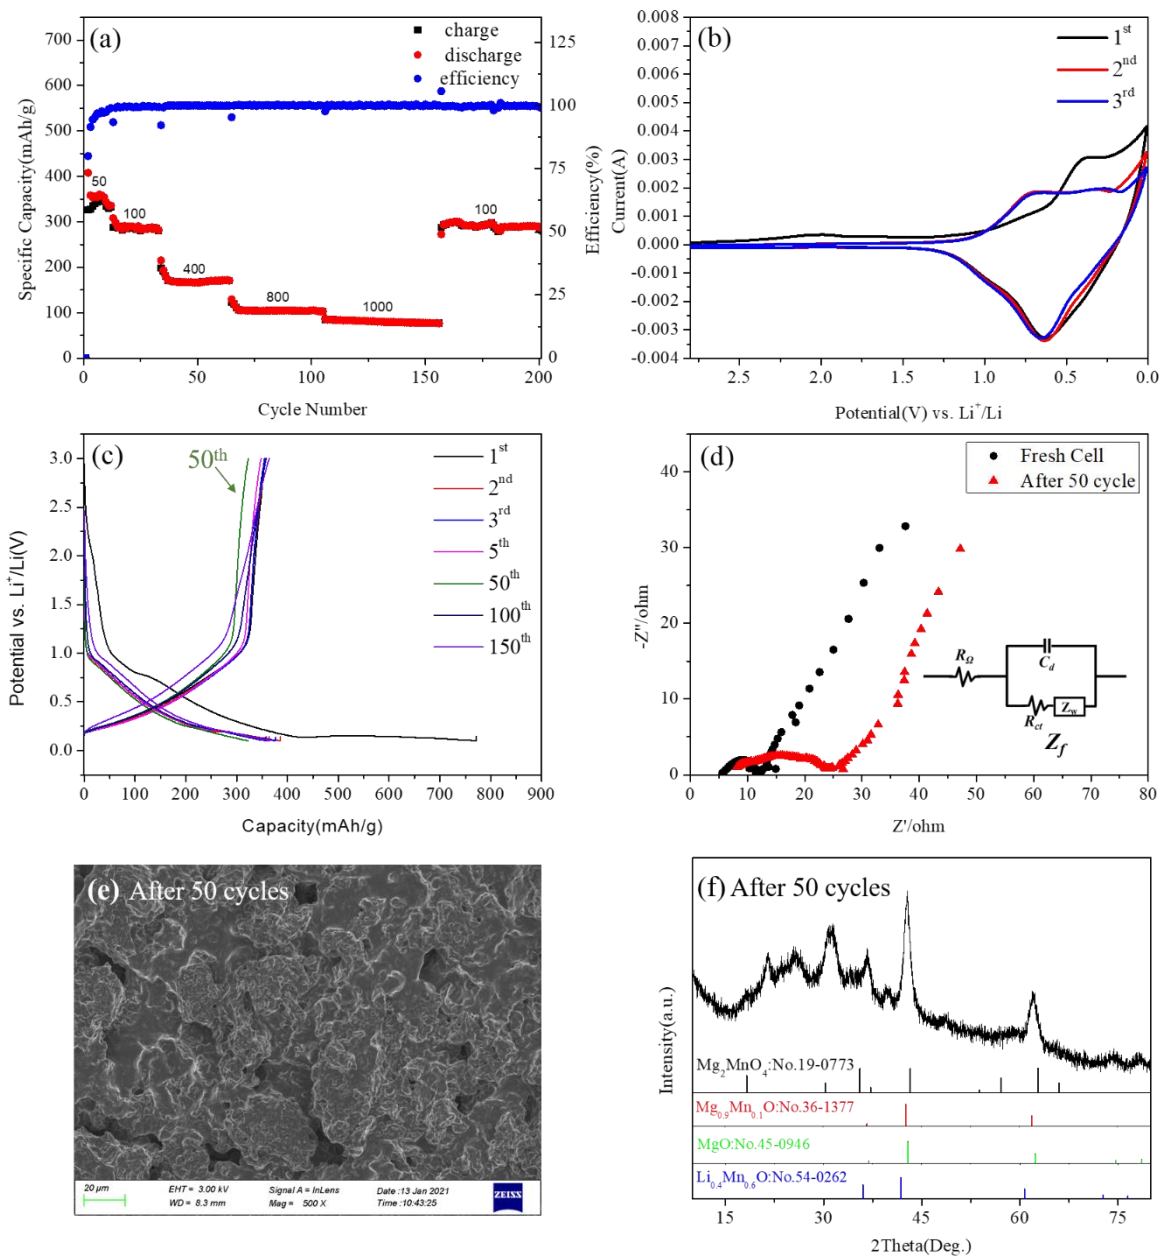 (a)
charge
discharge
efficiency
50
100
400
800
1000
100
700
600
500
400
300
200
100
0
125
100
75
50
25
0
0 50 100 150 200
Specific Capacity(mAh/g)
Efficiency(%)
Cycle Number
(b)
1st
2nd
3rd
0.008
0.007
0.006
0.005
0.004
0.003
0.002
0.001
0.000
-0.001
-0.002
-0.003
-0.004
2.5 2.0 1.5 1.0 0.5 0.0
Current(A)
Potential(V) vs. Li+/Li
(c)
50th
1st
2nd
3rd
5th
50th
100th
150th
3.0
2.5
2.0
1.5
1.0
0.5
0.0
0 100 200 300 400 500 600 700 800 900
Potential vs. Li+/Li(V)
Capacity(mAh/g)
(d)
Fresh Cell
After 50 cycle
-40
-30
-20
-10
0
0 10 20 30 40 50 60 70 80
-Z''/ohm
Z'/ohm
RΩ
Cd
Rct
Zw
Zf
(e) After 50 cycles
20 μm
EHT = 3.00 kV
WD = 8.3 mm
Signal A = InLens
Mag = 500 X
Date :13 Jan 2021
Time :10:43:25
ZEISS
(f) After 50 cycles
Mg2MnO4:No.19-0773
Mg0.9Mn0.1O:No.36-1377
MgO:No.45-0946
Li0.4Mn0.6O:No.54-0262
15 30 45 60 75
Intensity(a.u.)
2Theta(Deg.)